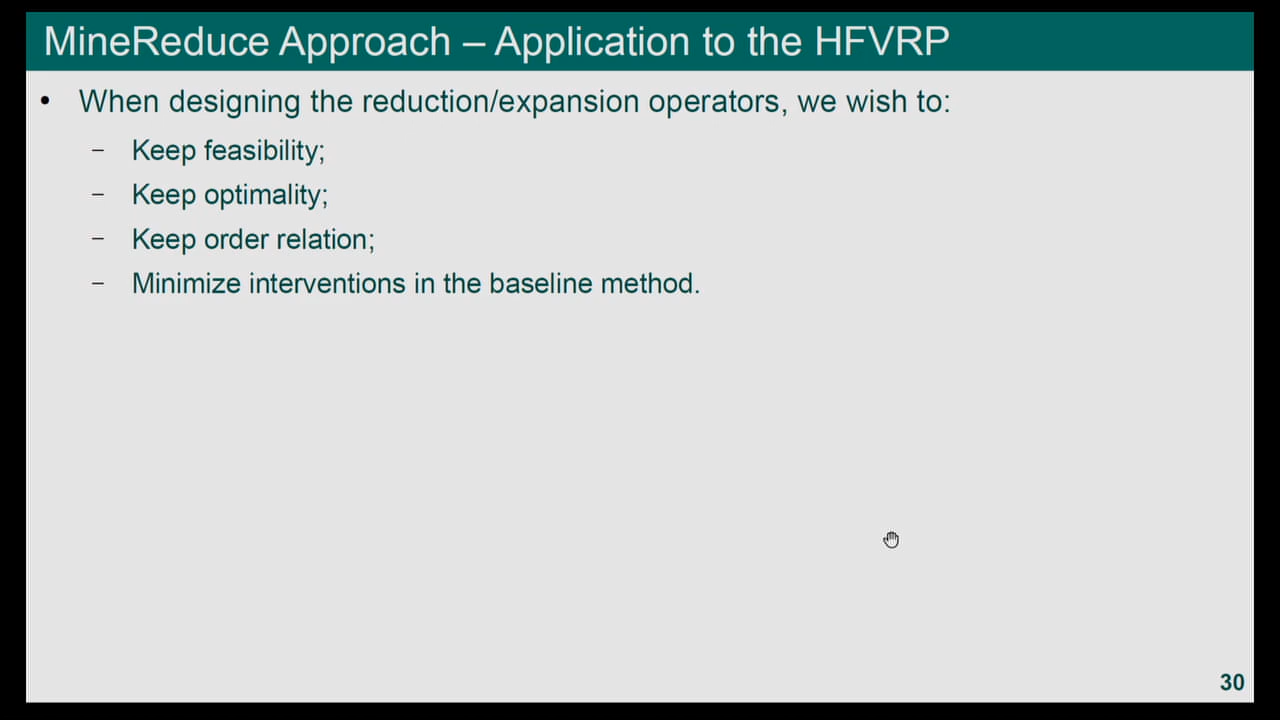 MineReduce Approach – Application to the HFVRP
• When designing the reduction/expansion operators, we wish to:
– Keep feasibility;
– Keep optimality;
– Keep order relation;
– Minimize interventions in the baseline method.
30